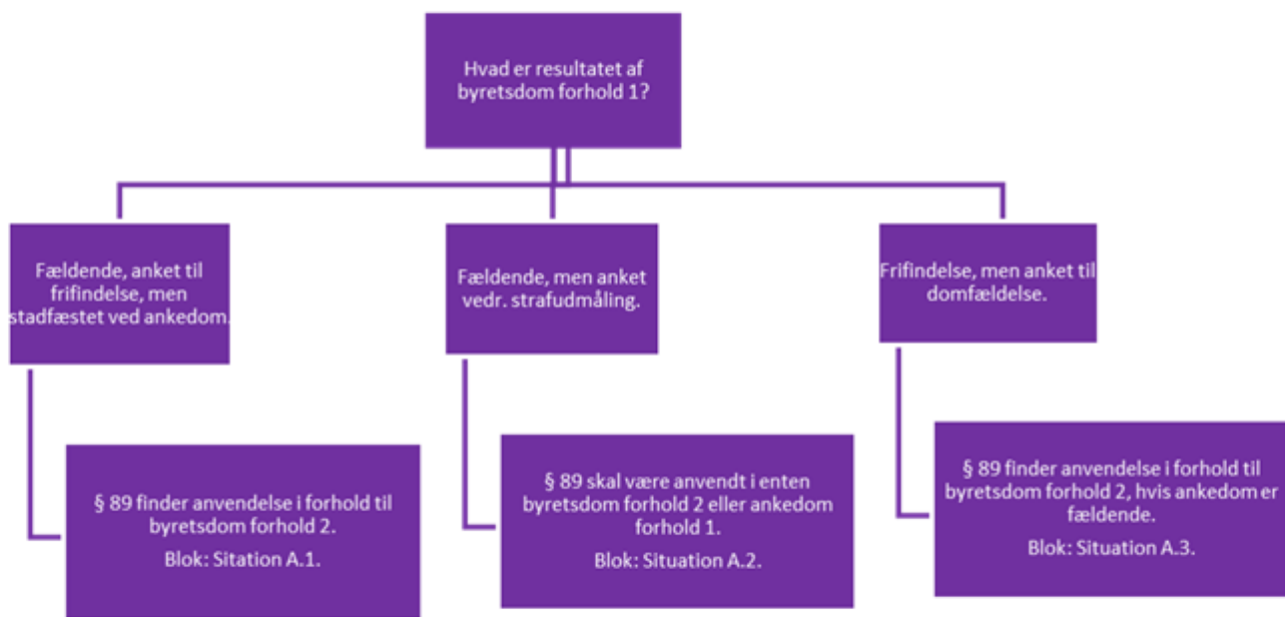 Hvad er resultatet af
byretsdom forhold 1?
Fældende, anket til
frifindelse, men
stadfæstet ved ankedom.
§ 89 finder anvendelse i forhold til
byretsdom forhold 2.
Blok: Sitation A.1.
Fældende, men anket
vedr. strafudmåling.
§ 89 skal være anvendt i enten
byretsdom forhold 2 eller ankedom
forhold 1.
Blok: Situation A.2.
Frifindelse, men anket til
domfældelse.
§ 89 finder anvendelse i forhold til
byretsdom forhold 2, hvis ankedom er
fældende.
Blok: Situation A.3.